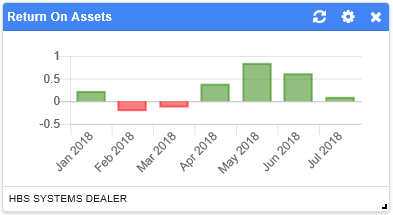 Return On Assets
1
0.5
0
-0.5
Jan 2018
Feb 2018
Mar 2018
Apr 2018
May 2018
Jun 2018
Jul 2018
HBS SYSTEMS DEALER